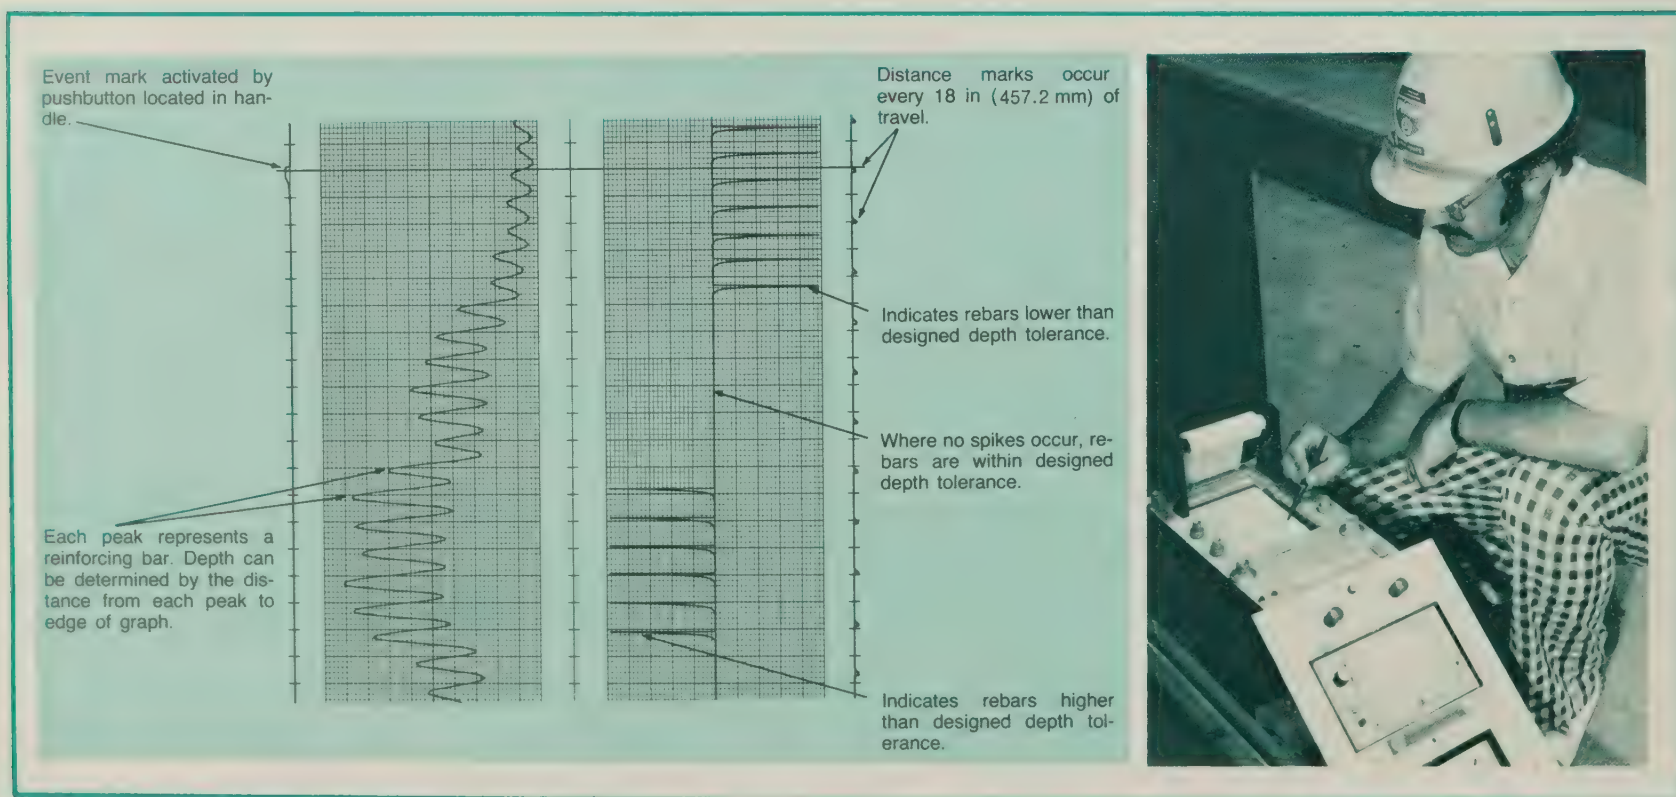 Event mark activated by
pushbutton located in han-
dle.
Each peak represents a
reinforcing bar. Depth can
be determined by the dis-
tance from each peak to
edge of graph.
Distance marks occur
every 18 in (457.2 mm) of
travel.
Indicates rebars lower than
designed depth tolerance.
Where no spikes occur, re-
bars are within designed
depth tolerance.
Indicates rebars higher
than designed depth tol-
erance.